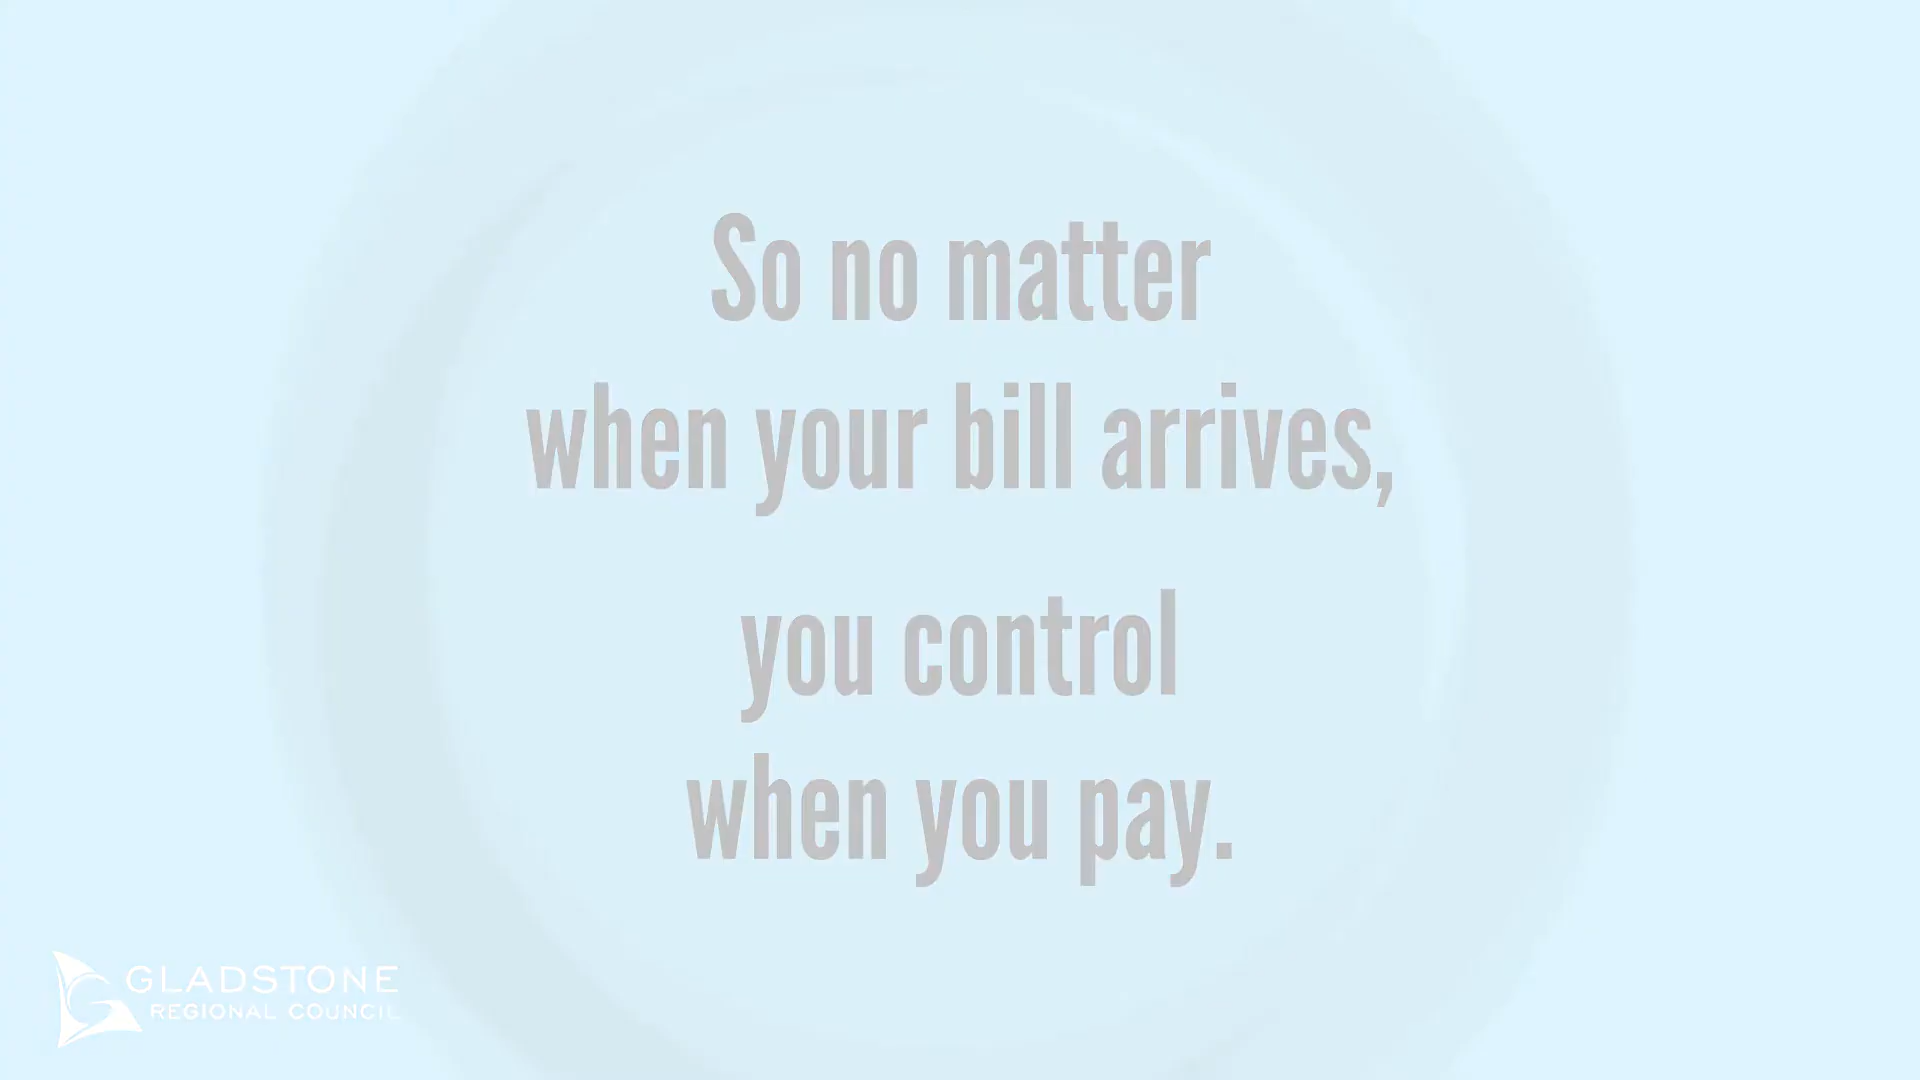 So no matter
when your bill arrives,
you control
when you pay.
GLADSTONE
REGIONAL COUNCIL